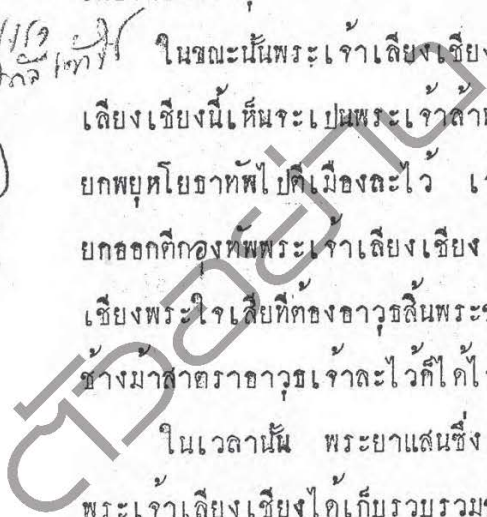 ในขณะนั้นพระเจ้าเลียงเชียง
เลียงเชียงนี้เห็นจะเปนพระเจ้าล้าน
ยกพยุหโยธาทัพไปตีเมืองละไว้
ยกออกตีกองทัพพระเจ้าเลียงเชียง
เชียงพระใจเสียที่ต้องอาวุธสิ้นพระช
ช้างม้าสาตราอาวุธเจ้าละไว้ก็ได้ไ
ในเวลานั้น พระยาแสนซึ่ง
พระเจ้าเลียงเชียงได้เก็บรวบรวม
ตัวอย่าง